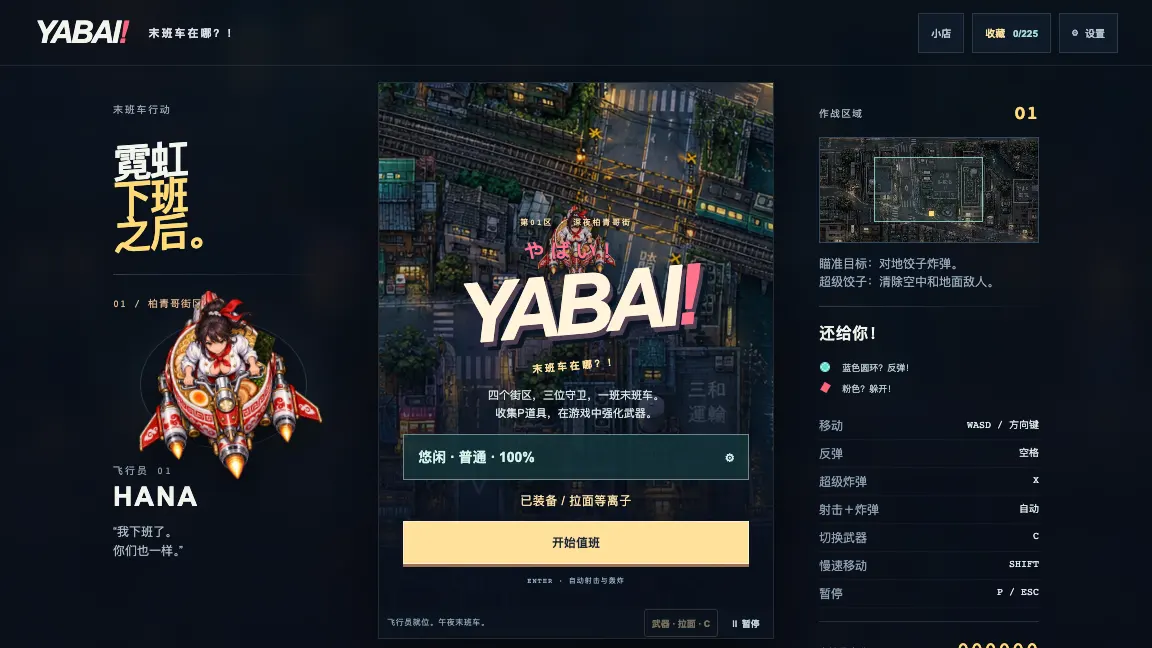 YABAI!
末班车在哪？！
小店
收藏 0/225
⚙ 设置
末班车行动
霓虹
下班
之后。
01 / 柏青哥街区
飞行员 01
HANA
“我下班了。
你们也一样。”
第01区 / 深夜柏青哥街
やばい!
YABAI!
末班车在哪？！
四个街区，三位守卫，一班末班车。
收集P道具，在游戏中强化武器。
悠闲 · 普通 · 100%
已装备 / 拉面等离子
开始值班
ENTER · 自动射击与轰炸
飞行员就位。午夜末班车。
武器 · 拉面 · C
II 暂停
三和
運輸
作战区域
01
瞄准目标：对地饺子炸弹。
超级饺子：清除空中和地面敌人。
还给你！
蓝色圆环？反弹！
粉色？躲开！
移动 WASD / 方向键
反弹 空格
超级炸弹 X
射击＋炸弹 自动
切换武器 C
慢速移动 SHIFT
暂停 P / ESC